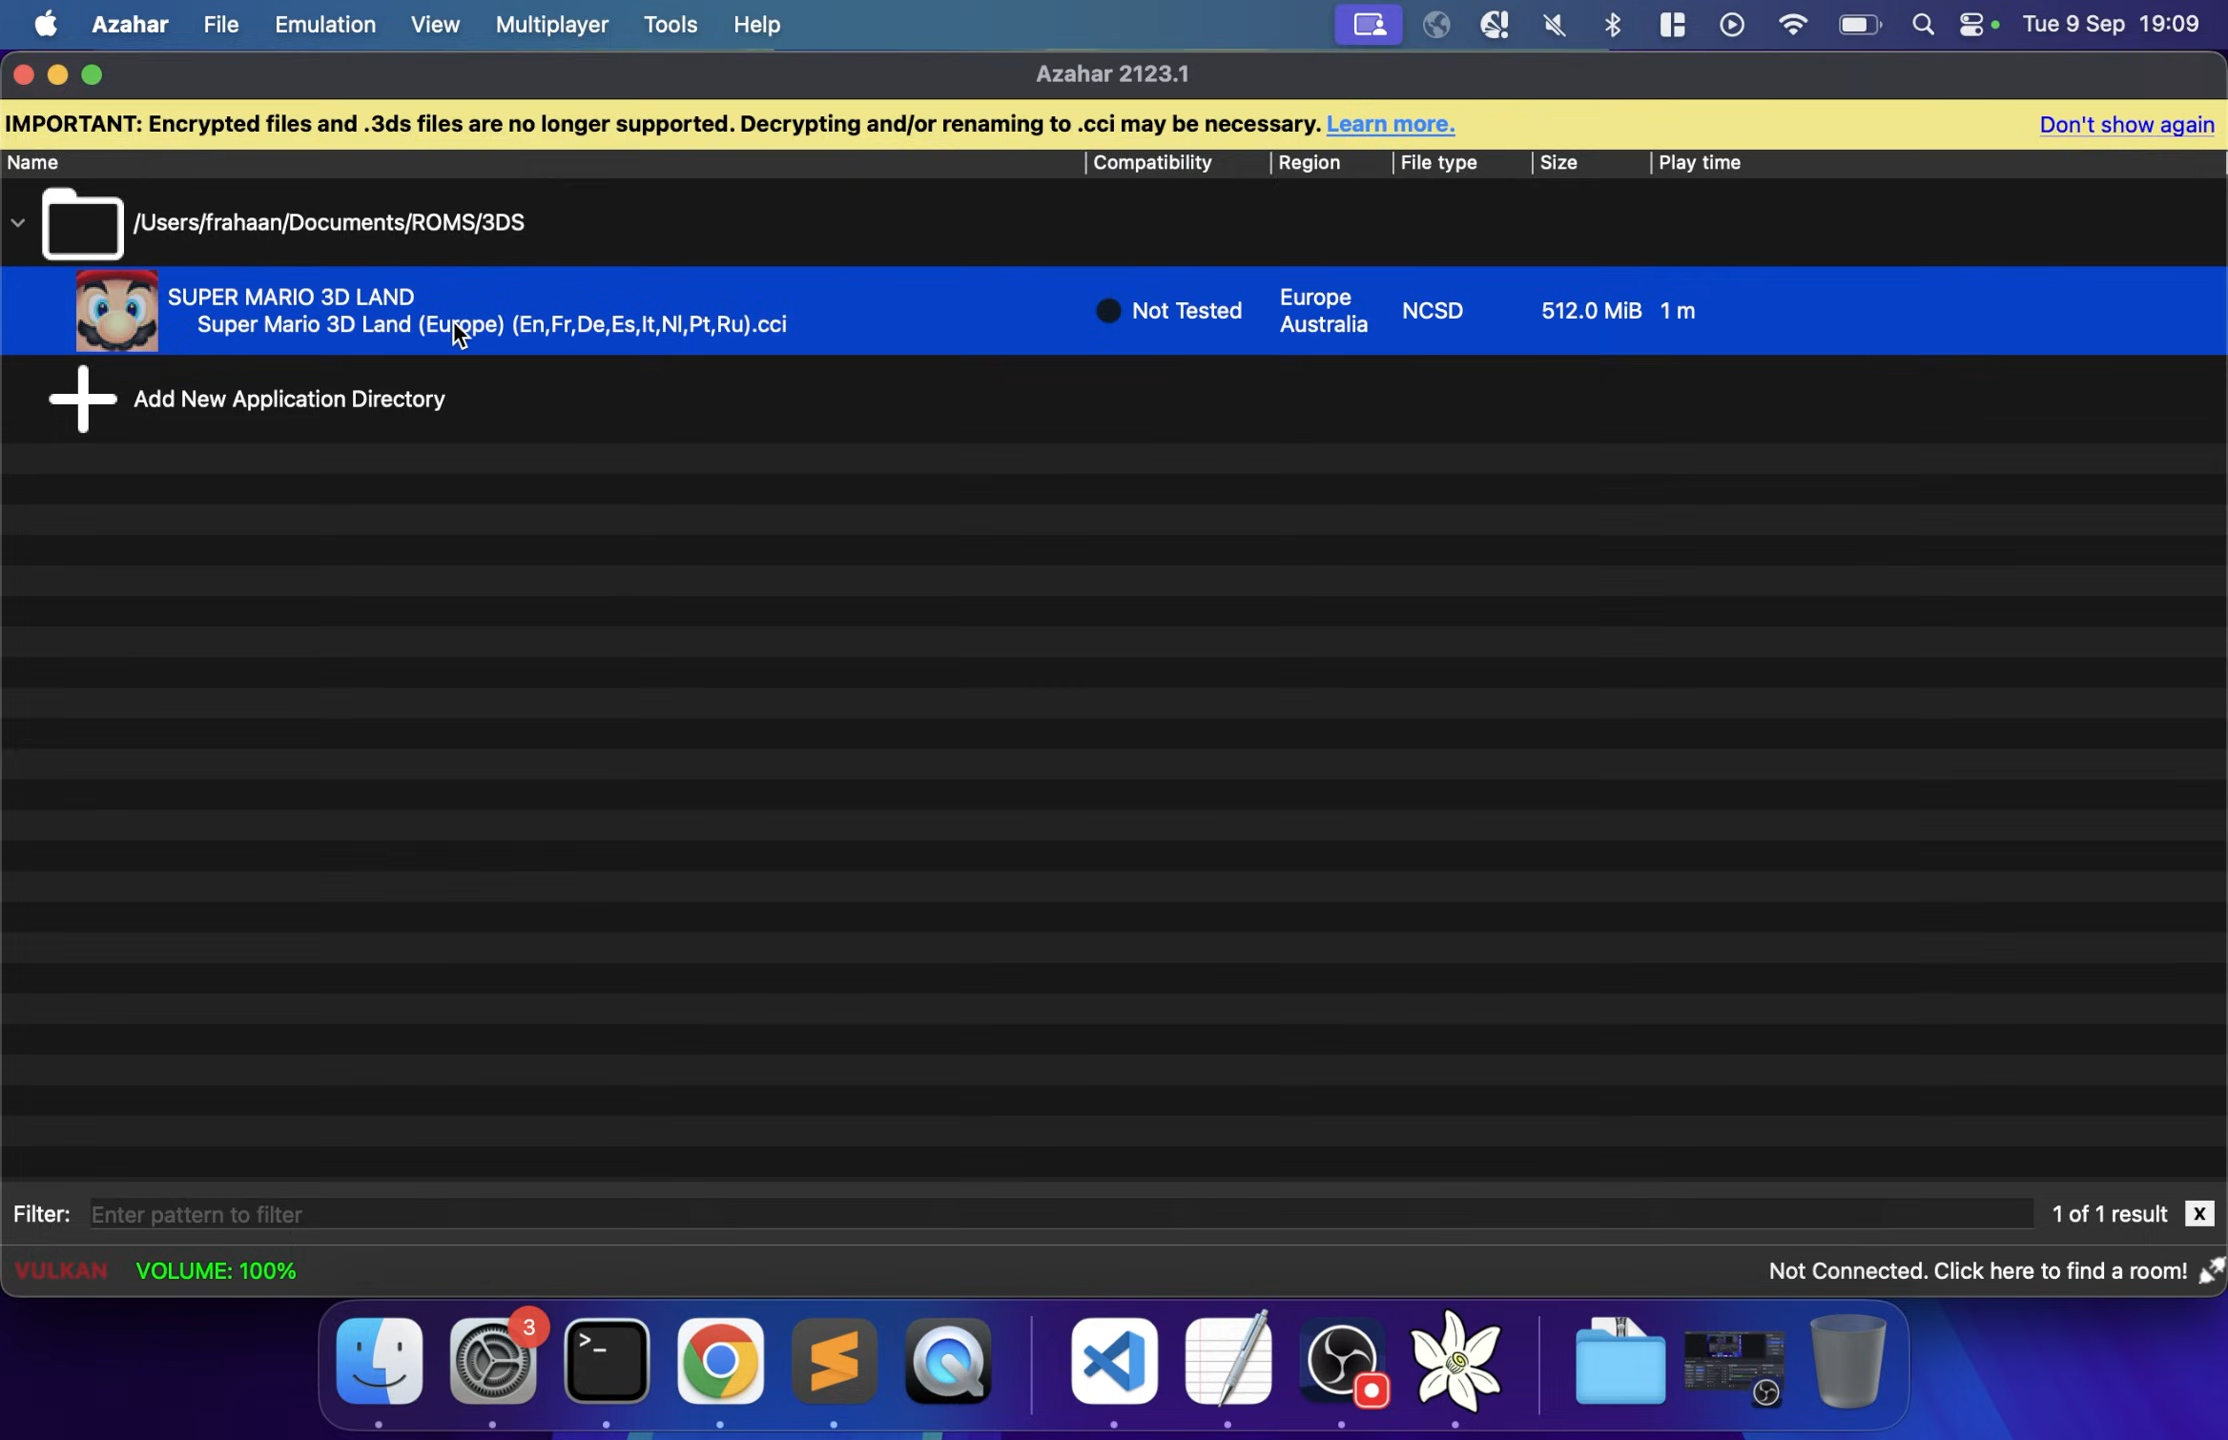 Azahar File Emulation View Multiplayer Tools Help Tue 9 Sep 19:09
Azahar 2123.1
IMPORTANT: Encrypted files and .3ds files are no longer supported. Decrypting and/or renaming to .cci may be necessary. Learn more. Don't show again
Name Compatibility Region File type Size Play time
/Users/frahaan/Documents/ROMS/3DS
SUPER MARIO 3D LAND
Super Mario 3D Land (Europe) (En,Fr,De,Es,It,Nl,Pt,Ru).cci
Not Tested
Europe
Australia
NCSD 512.0 MiB 1 m
Add New Application Directory
Filter: Enter pattern to filter 1 of 1 result X
VULKAN VOLUME: 100% Not Connected. Click here to find a room!
3
>_